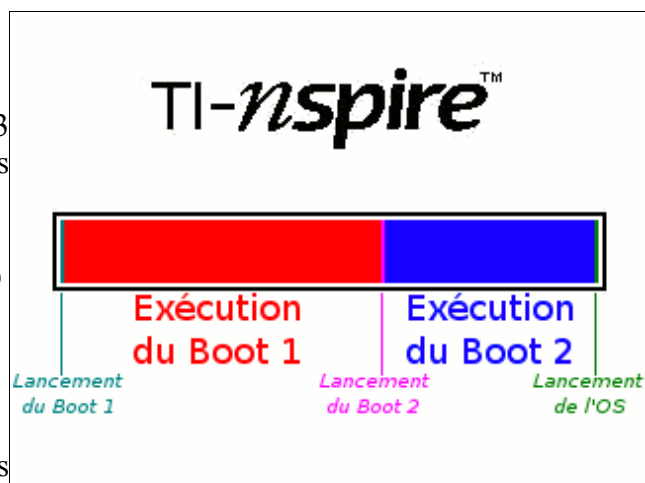 TI-nspire™
3
s
Exécution Exécution
du Boot 1 du Boot 2
Lancement Lancement Lancement
du Boot 1 du Boot 2 de l'OS
s